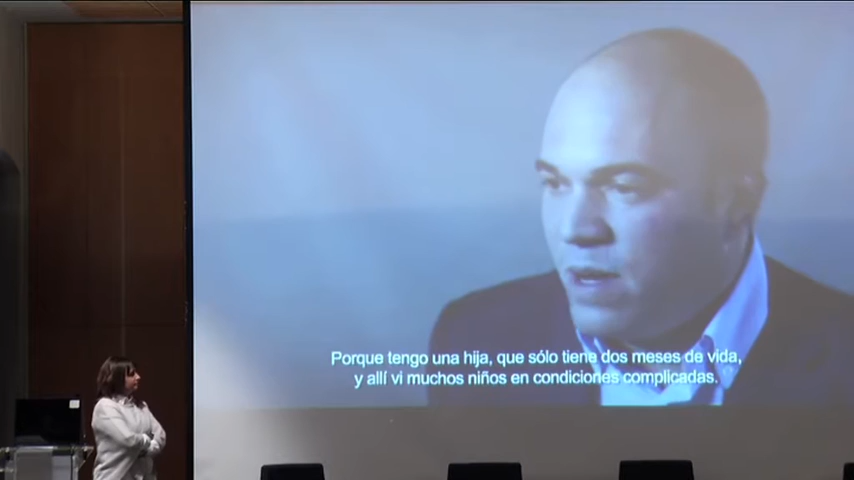 Porque tengo una hija, que sólo tiene dos meses de vida,
y allí vi muchos niños en condiciones complicadas.